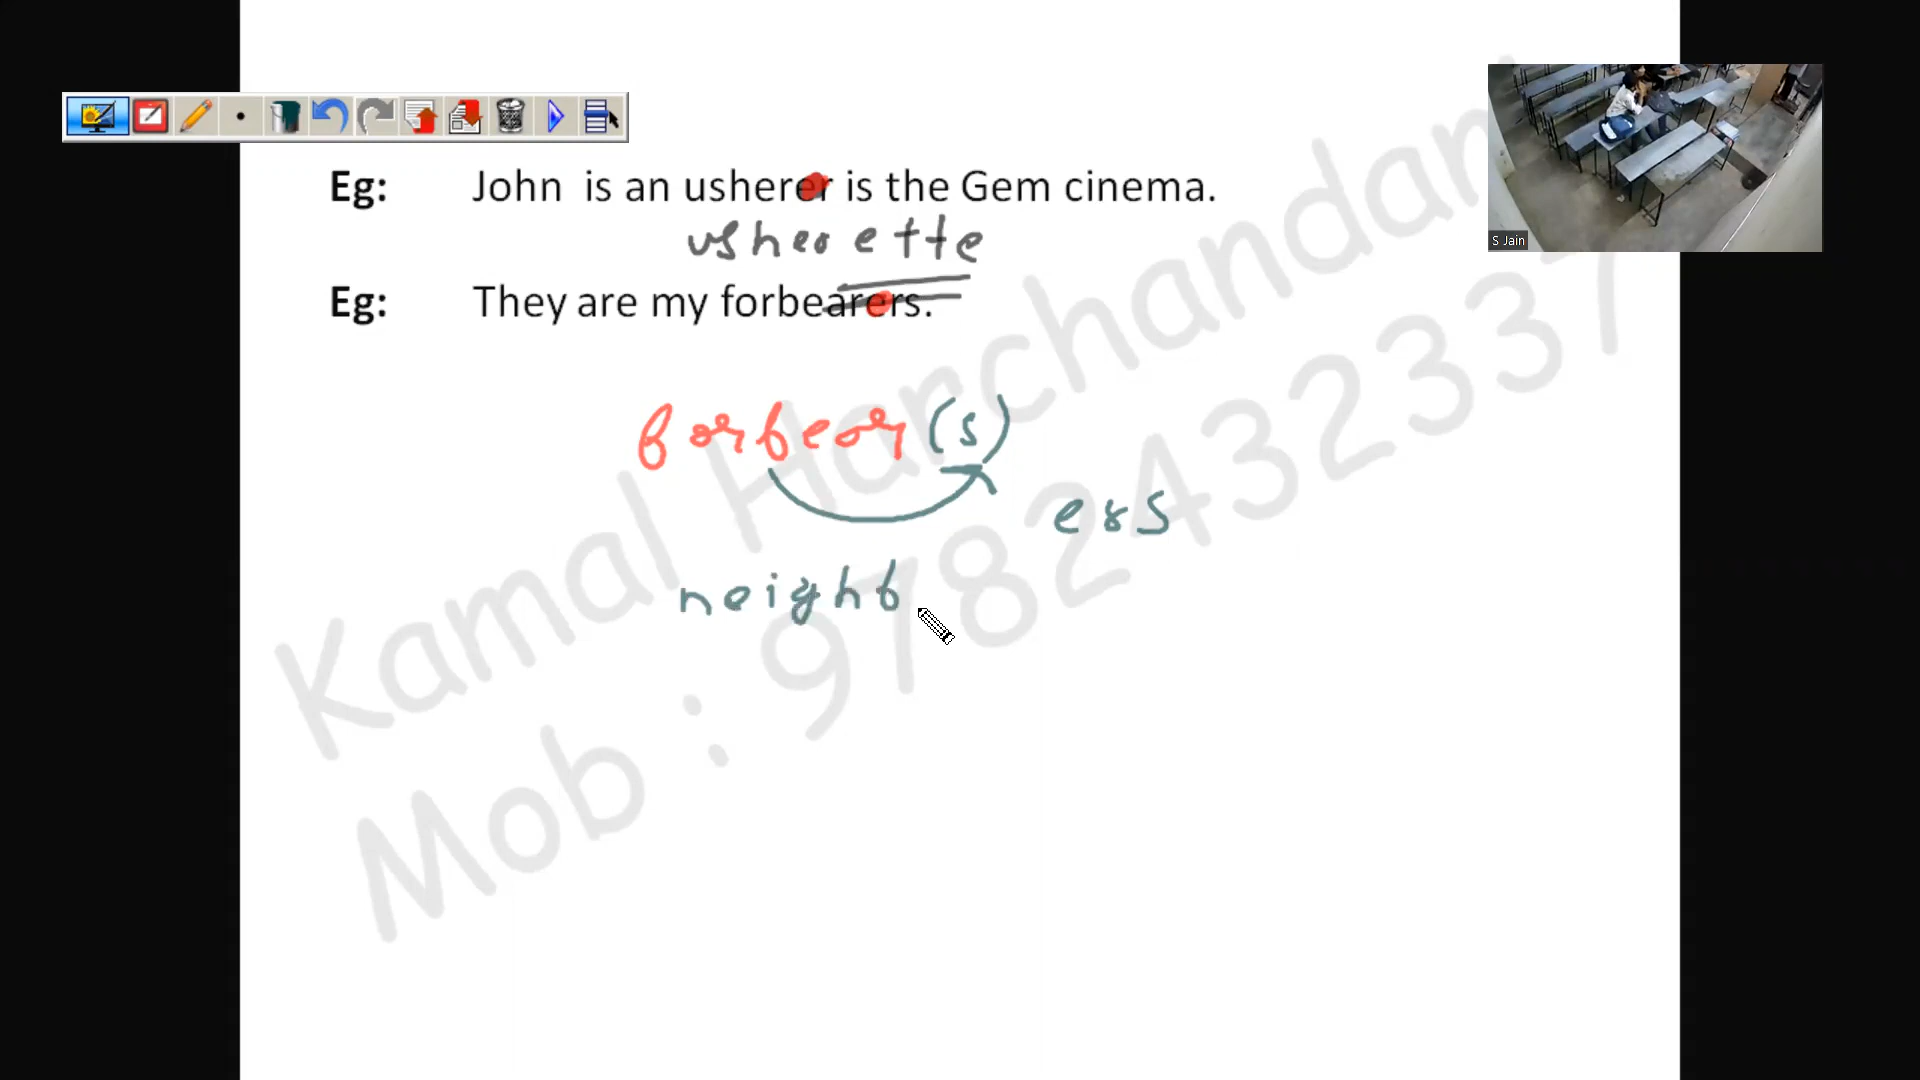 Eg: John is an usherer is the Gem cinema.
usherette
Eg: They are my forbearers.
forbear(s)
ers
neighb
Kamal Harchandani
Mob : 9782432337
S Jain